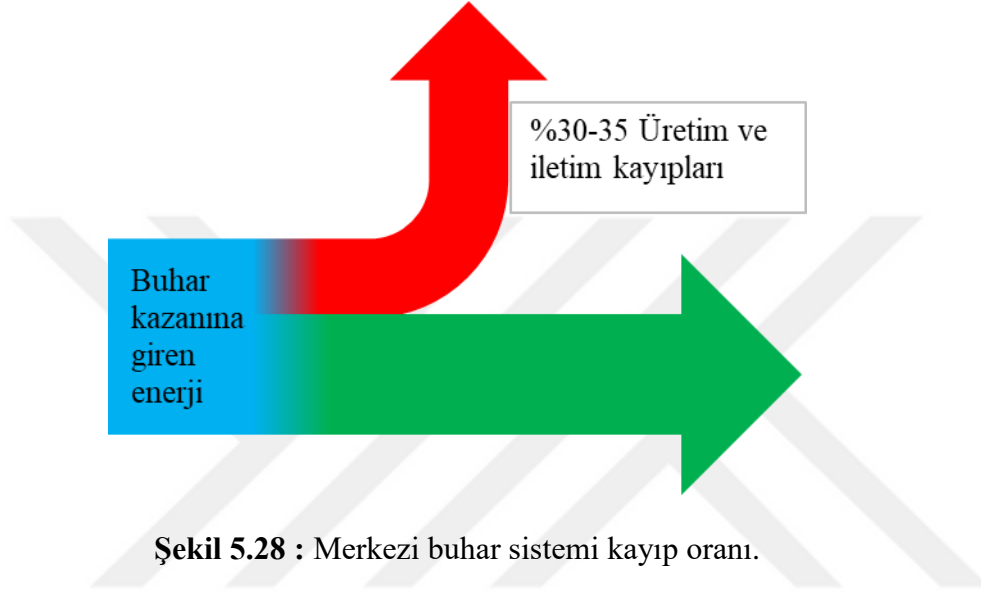 %30-35 Üretim ve
iletim kayıpları
Buhar
kazanına
giren
enerji
Şekil 5.28 : Merkezi buhar sistemi kayıp oranı.